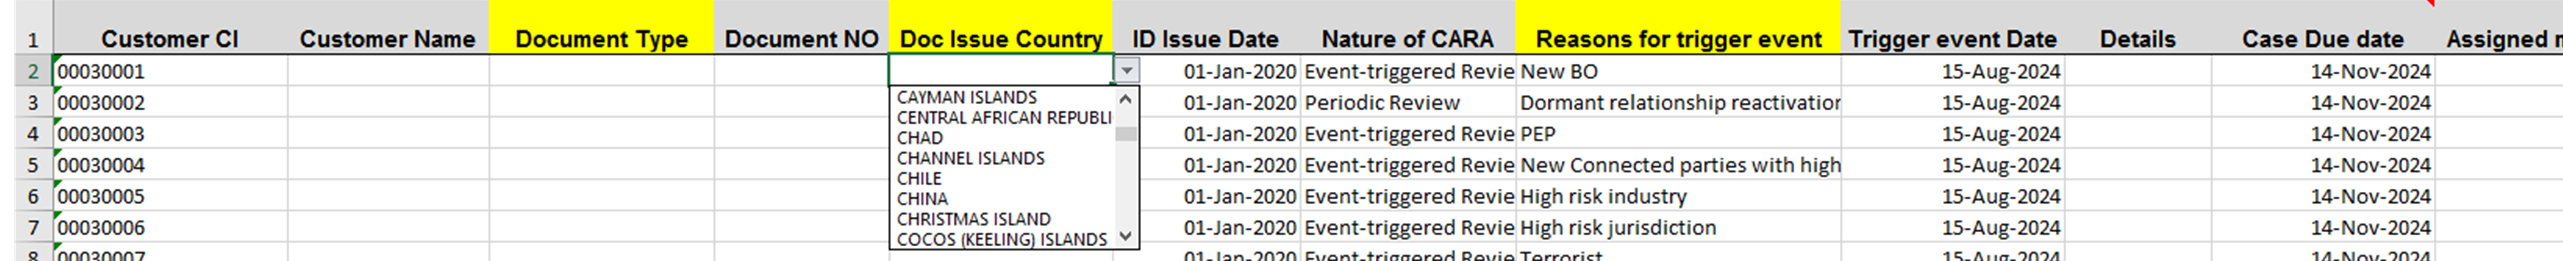 1 Customer CI Customer Name Document Type Document NO Doc Issue Country ID Issue Date Nature of CARA Reasons for trigger event Trigger event Date Details Case Due date Assigned
2 00030001 01-Jan-2020 Event-triggered Revie New BO 15-Aug-2024 14-Nov-2024
CAYMAN ISLANDS
3 00030002 01-Jan-2020 Periodic Review Dormant relationship reactivation 15-Aug-2024 14-Nov-2024
CENTRAL AFRICAN REPUBLI
4 00030003 CHAD 01-Jan-2020 Event-triggered Revie PEP 15-Aug-2024 14-Nov-2024
CHANNEL ISLANDS
5 00030004 01-Jan-2020 Event-triggered Revie New Connected parties with high 15-Aug-2024 14-Nov-2024
CHILE
6 00030005 CHINA 01-Jan-2020 Event-triggered Revie High risk industry 15-Aug-2024 14-Nov-2024
CHRISTMAS ISLAND
7 00030006 01-Jan-2020 Event-triggered Revie High risk jurisdiction 15-Aug-2024 14-Nov-2024
COCOS (KEELING) ISLANDS
8 00030007 01-Jan-2020 Event-triggered Revie Terrorist 15-Aug-2024 14-Nov-2024